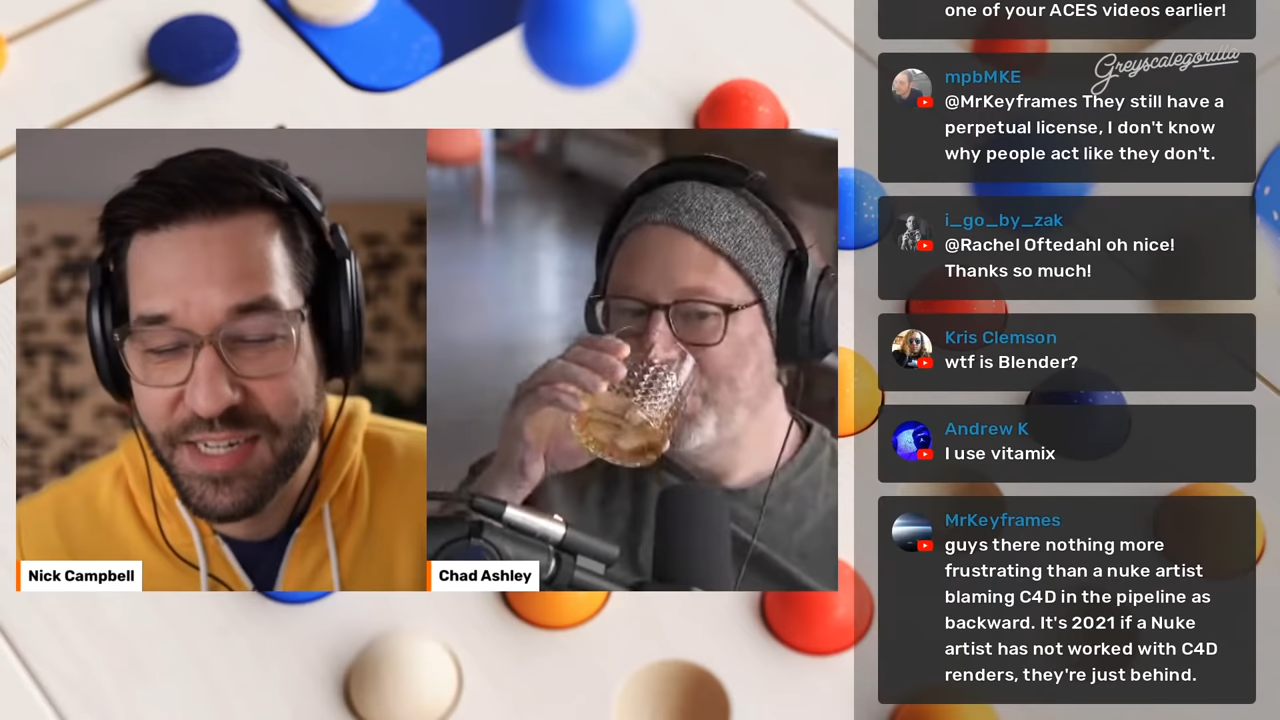 one of your ACES videos earlier!
Greyscalegorilla
mpbMKE
@MrKeyframes They still have a
perpetual license, I don't know
why people act like they don't.
i_go_by_zak
@Rachel Oftedahl oh nice!
Thanks so much!
Kris Clemson
wtf is Blender?
Andrew K
I use vitamix
MrKeyframes
guys there nothing more
frustrating than a nuke artist
blaming C4D in the pipeline as
backward. It's 2021 if a Nuke
artist has not worked with C4D
renders, they're just behind.
Nick Campbell
Chad Ashley